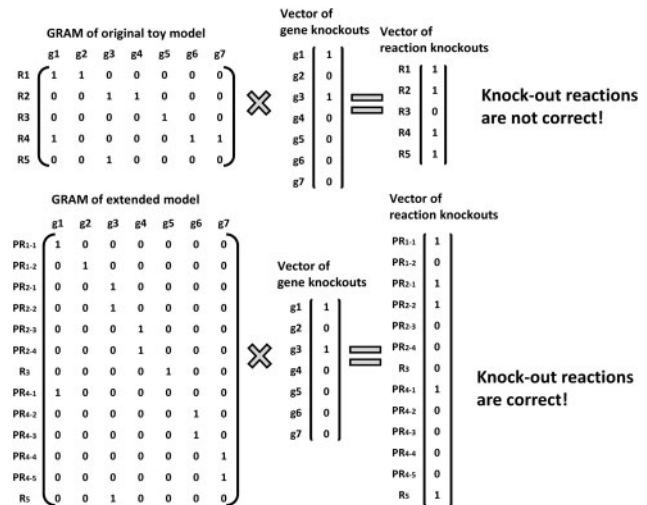 GRAM of original toy model
g1 g2 g3 g4 g5 g6 g7
R1 1 1 0 0 0 0 0
R2 0 0 1 1 0 0 0
R3 0 0 0 0 1 0 0
R4 1 0 0 0 0 1 1
R5 0 0 1 0 0 0 0
Vector of
gene knockouts
g1 1
g2 0
g3 1
g4 0
g5 0
g6 0
g7 0
Vector of
reaction knockouts
R1 1
R2 1
R3 0
R4 1
R5 1
Knock-out reactions
are not correct!
GRAM of extended model
g1 g2 g3 g4 g5 g6 g7
PR1-1 1 0 0 0 0 0 0
PR1-2 0 1 0 0 0 0 0
PR2-1 0 0 1 0 0 0 0
PR2-2 0 0 1 0 0 0 0
PR2-3 0 0 0 1 0 0 0
PR2-4 0 0 0 1 0 0 0
R3 0 0 0 0 1 0 0
PR4-1 1 0 0 0 0 0 0
PR4-2 0 0 0 0 0 1 0
PR4-3 0 0 0 0 0 1 0
PR4-4 0 0 0 0 0 0 1
PR4-5 0 0 0 0 0 0 1
R5 0 0 1 0 0 0 0
Vector of
gene knockouts
g1 1
g2 0
g3 1
g4 0
g5 0
g6 0
g7 0
Vector of
reaction knockouts
PR1-1 1
PR1-2 0
PR2-1 1
PR2-2 1
PR2-3 0
PR2-4 0
R3 0
PR4-1 1
PR4-2 0
PR4-3 0
PR4-4 0
PR4-5 0
R5 1
Knock-out reactions
are correct!